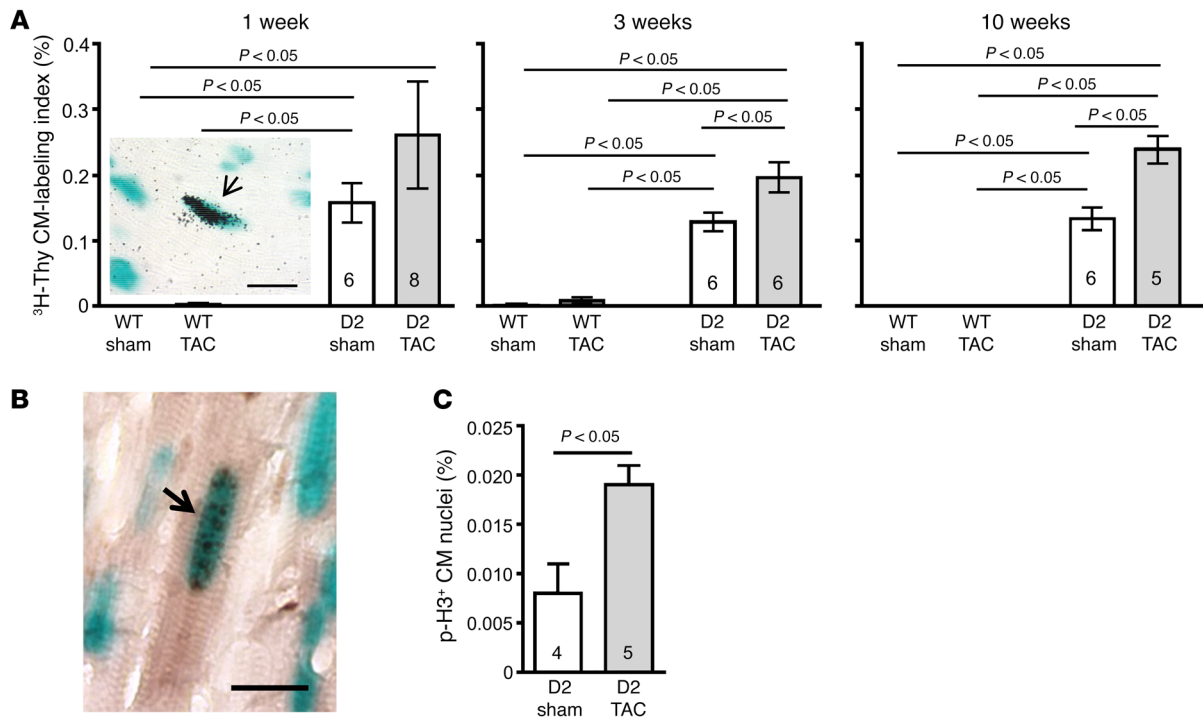 A
1 week
3 weeks
10 weeks
³H-Thy CM-labeling index (%)
0.4
0.3
0.2
0.1
0
P < 0.05
P < 0.05
P < 0.05
6
8
WT sham
WT TAC
D2 sham
D2 TAC
P < 0.05
P < 0.05
P < 0.05
P < 0.05
P < 0.05
6
6
WT sham
WT TAC
D2 sham
D2 TAC
P < 0.05
P < 0.05
P < 0.05
P < 0.05
P < 0.05
6
5
WT sham
WT TAC
D2 sham
D2 TAC
B
C
p-H3⁺ CM nuclei (%)
0.025
0.020
0.015
0.010
0.005
0
P < 0.05
4
5
D2 sham
D2 TAC